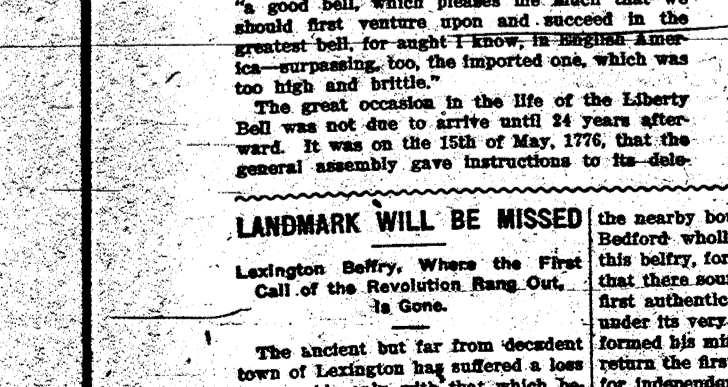 "a good bell, which pleases me much that we
should first venture upon and succeed in the
greatest bell, for aught I know, in English Amer-
ica—surpassing, too, the imported one, which was
too high and brittle."
The great occasion in the life of the Liberty
Bell was not due to arrive until 24 years after-
ward. It was on the 15th of May, 1776, that the
general assembly gave instructions to its dele-
LANDMARK WILL BE MISSED
Lexington Belfry, Where the First
Call of the Revolution Rang Out,
Is Gone.
The ancient but far from decadent
town of Lexington has suffered a loss
with that which be-
the nearby
Bedford
this belfry, for
that there
first
under its very
formed his
return the
for